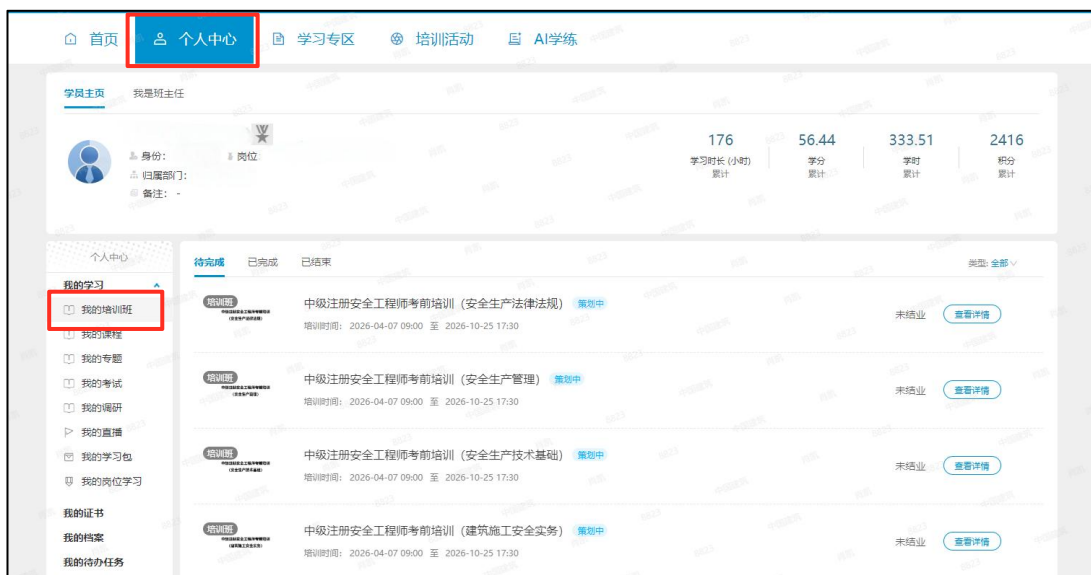 首页 个人中心 学习专区 培训活动 AI学练
学员主页 我是班主任
身份： 岗位
归属部门：
备注： -
176 56.44 333.51 2416
学习时长 (小时) 学分 学时 积分
累计 累计 累计 累计
个人中心
我的学习
我的培训班
我的课程
我的专题
我的考试
我的调研
我的直播
我的学习包
我的岗位学习
我的证书
我的档案
我的待办任务
待完成 已完成 已结束 类型: 全部
培训班
中级注册安全工程师考前培训（安全生产法律法规） 策划中
培训时间： 2026-04-07 09:00 至 2026-10-25 17:30
未结业 查看详情
培训班
中级注册安全工程师考前培训（安全生产管理） 策划中
培训时间： 2026-04-07 09:00 至 2026-10-25 17:30
未结业 查看详情
培训班
中级注册安全工程师考前培训（安全生产技术基础） 策划中
培训时间： 2026-04-07 09:00 至 2026-10-25 17:30
未结业 查看详情
培训班
中级注册安全工程师考前培训（建筑施工安全实务） 策划中
培训时间： 2026-04-07 09:00 至 2026-10-25 17:30
未结业 查看详情